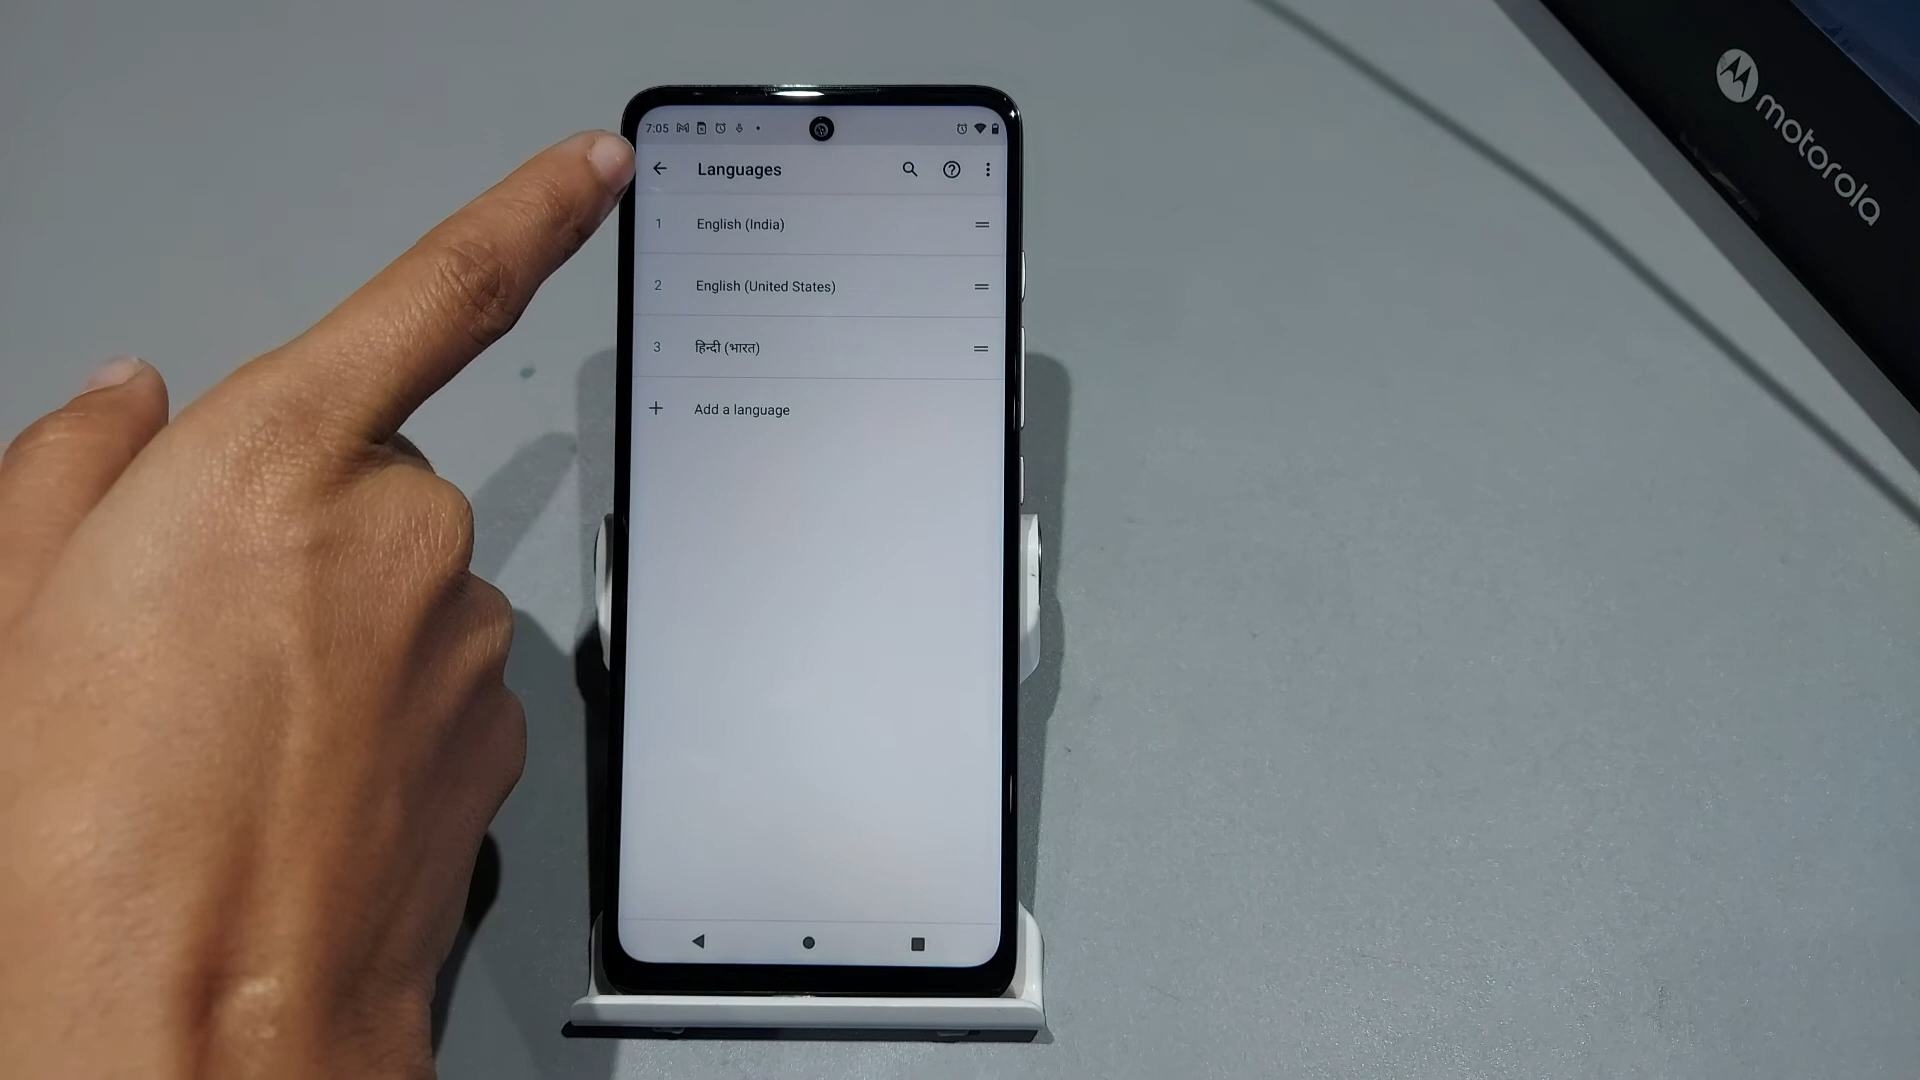 7:05
Languages
1 English (India)
2 English (United States)
3 हिन्दी (भारत)
Add a language
motorola